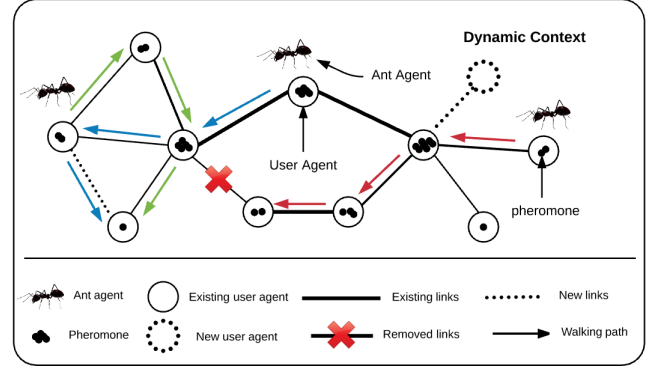 Dynamic Context
Ant Agent
User Agent
pheromone
Ant agent
Existing user agent
Existing links
New links
Pheromone
New user agent
Removed links
Walking path